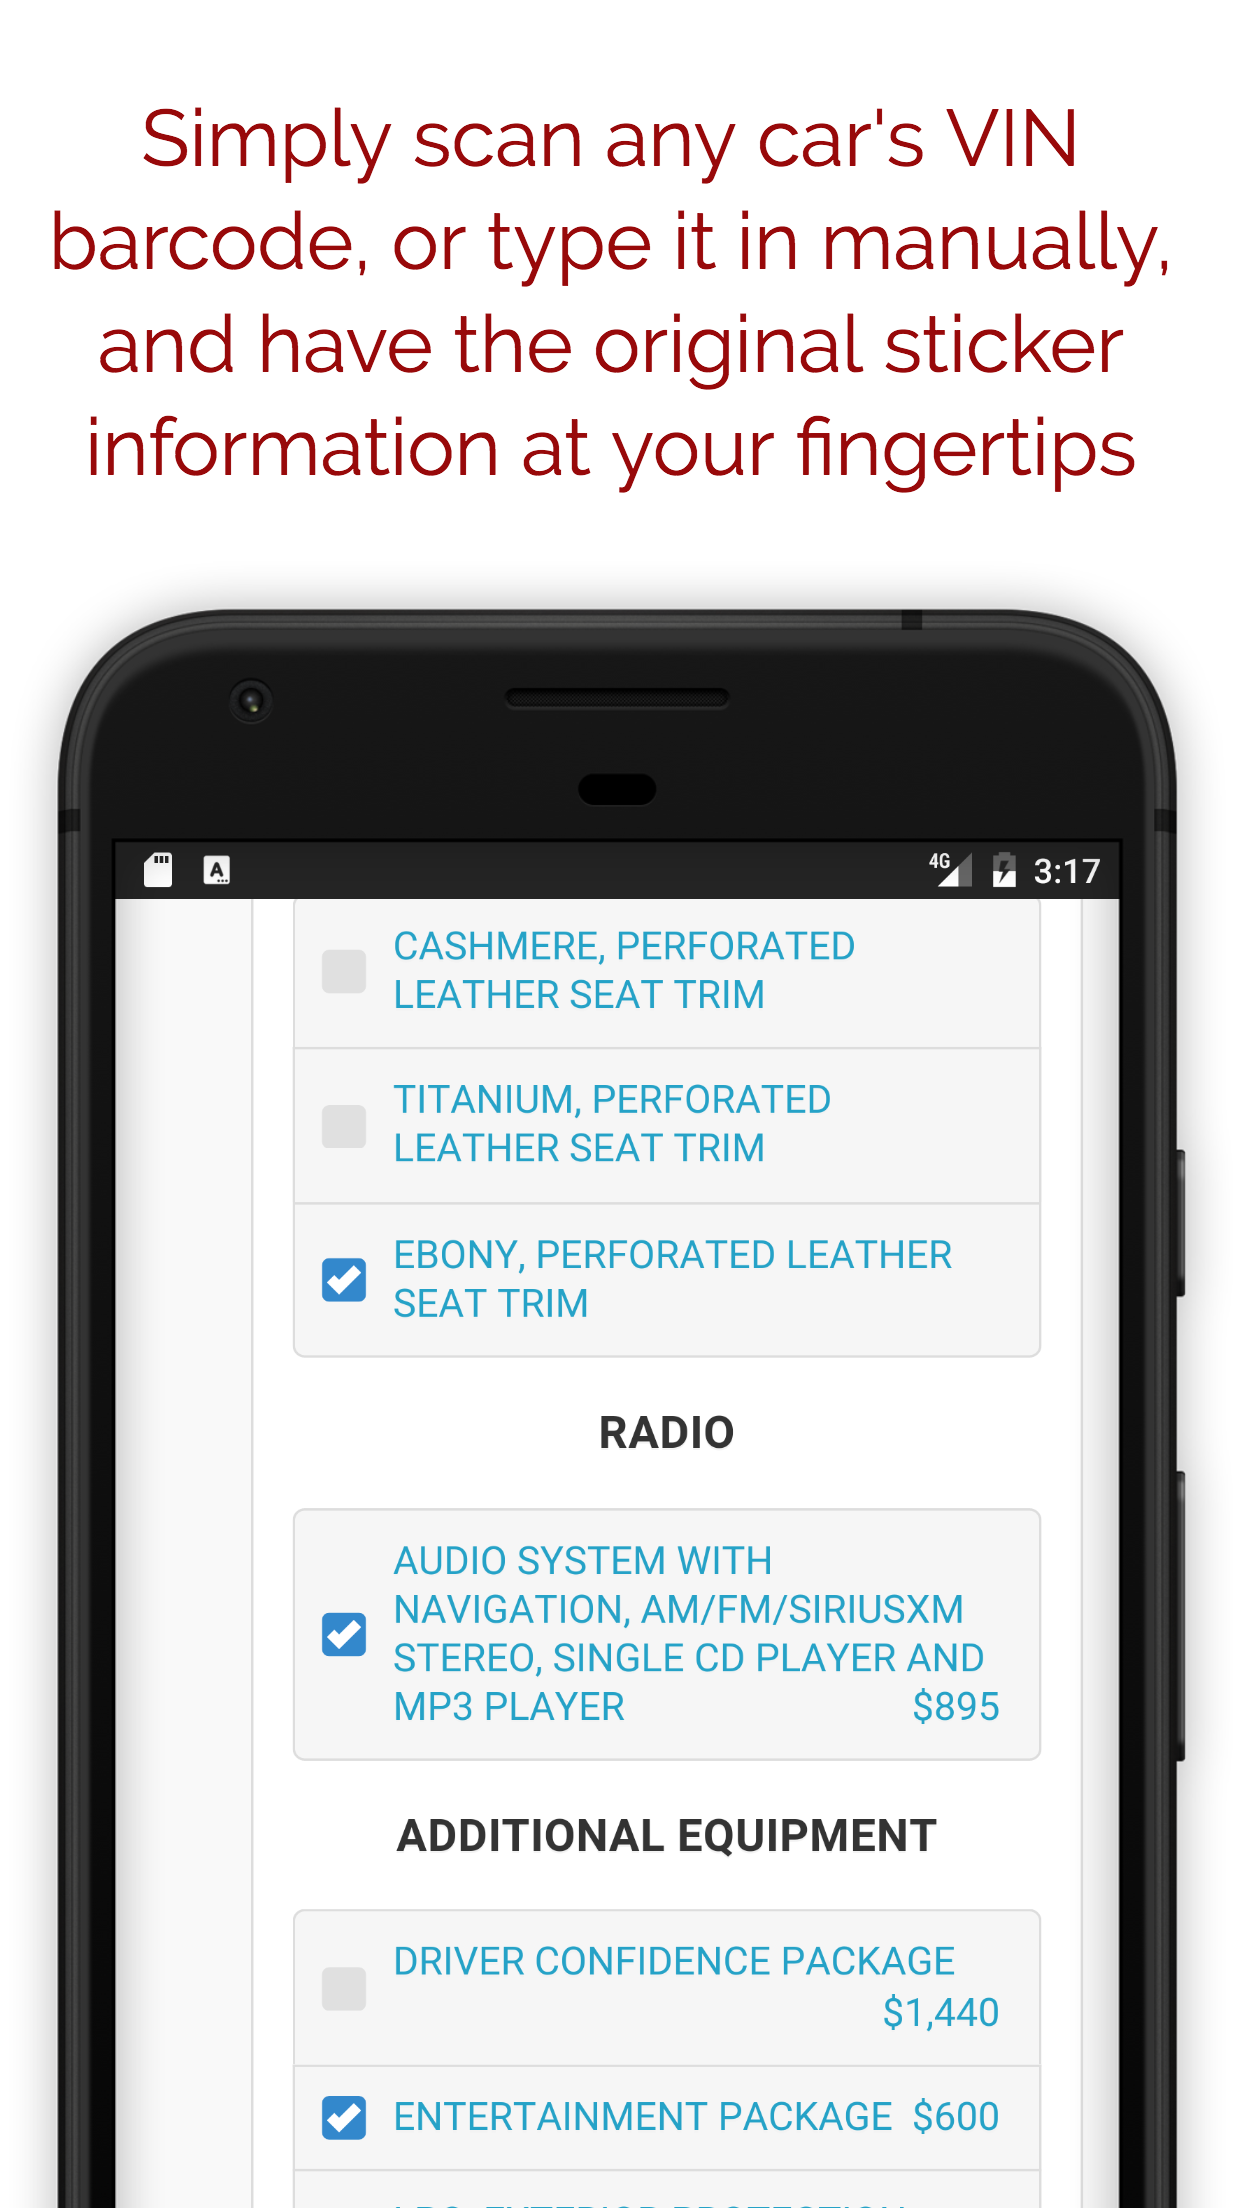 Simply scan any car's VIN
barcode, or type it in manually,
and have the original sticker
information at your fingertips
4G 3:17
CASHMERE, PERFORATED
LEATHER SEAT TRIM
TITANIUM, PERFORATED
LEATHER SEAT TRIM
EBONY, PERFORATED LEATHER
SEAT TRIM
RADIO
AUDIO SYSTEM WITH
NAVIGATION, AM/FM/SIRIUSXM
STEREO, SINGLE CD PLAYER AND
MP3 PLAYER $895
ADDITIONAL EQUIPMENT
DRIVER CONFIDENCE PACKAGE
$1,440
ENTERTAINMENT PACKAGE $600